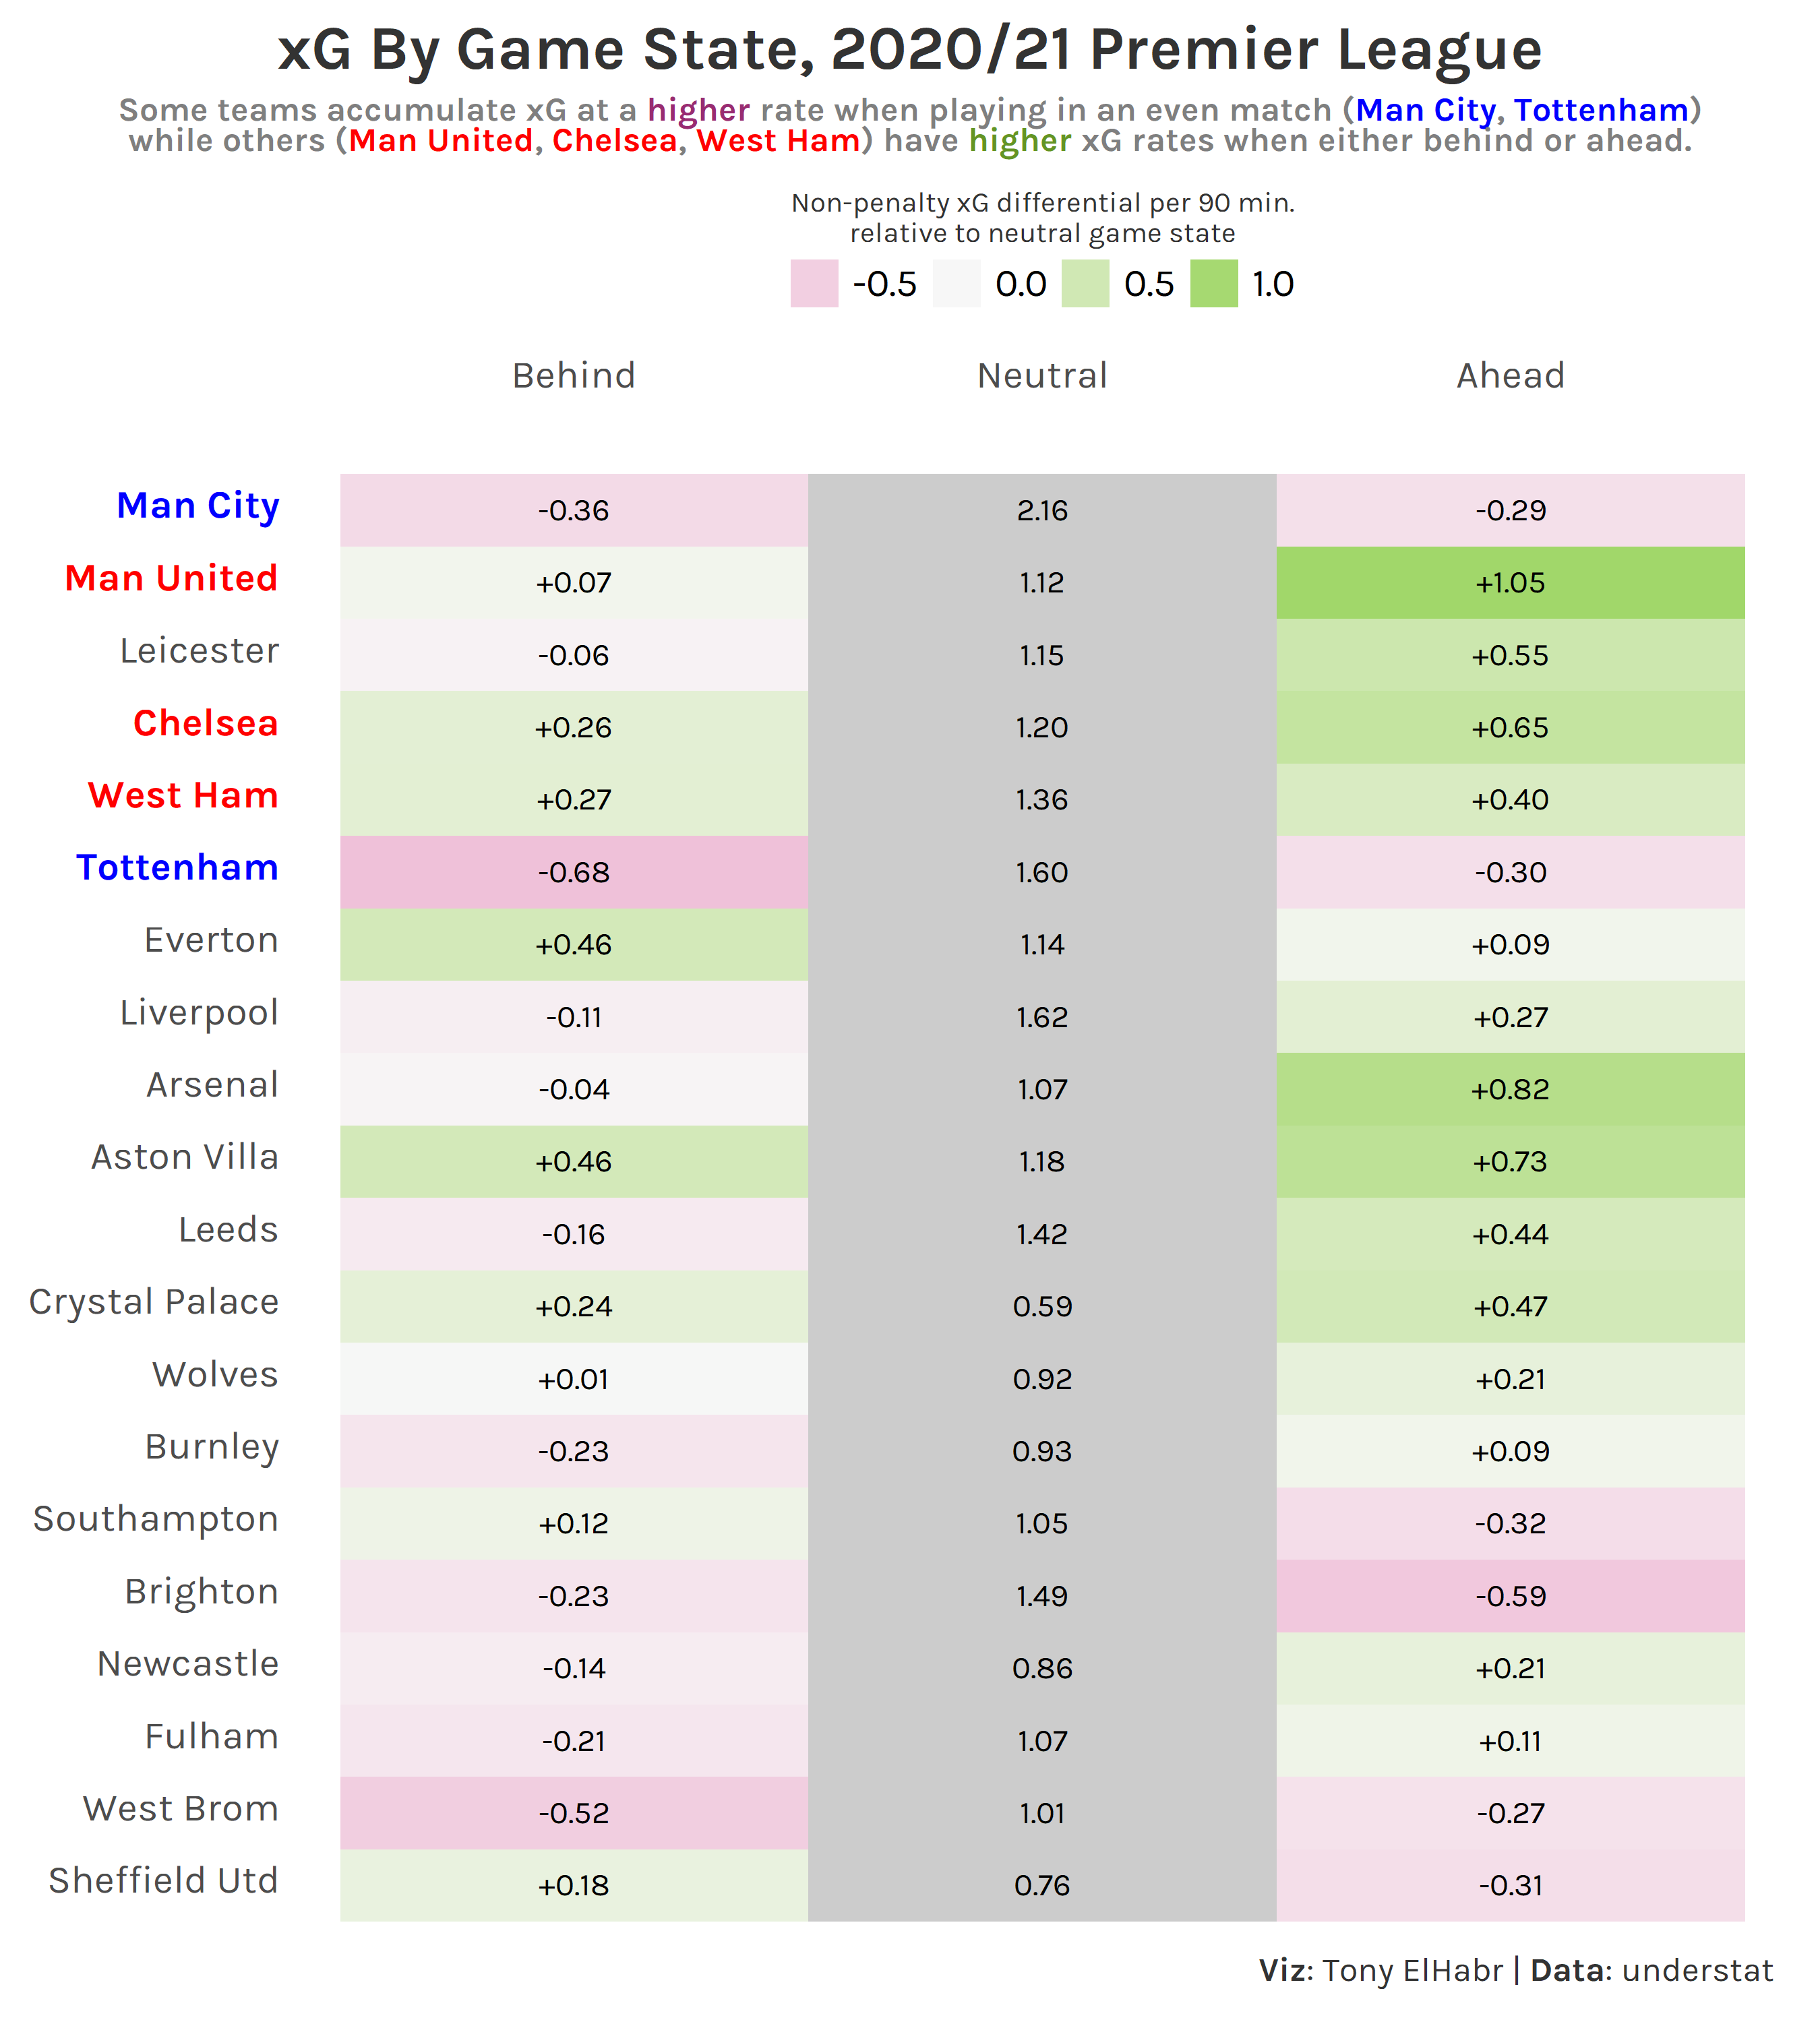 xG By Game State, 2020/21 Premier League
Some teams accumulate xG at a higher rate when playing in an even match (Man City, Tottenham)
while others (Man United, Chelsea, West Ham) have higher xG rates when either behind or ahead.
Non-penalty xG differential per 90 min.
relative to neutral game state
-0.5 0.0 0.5 1.0
Behind Neutral Ahead
Man City -0.36 2.16 -0.29
Man United +0.07 1.12 +1.05
Leicester -0.06 1.15 +0.55
Chelsea +0.26 1.20 +0.65
West Ham +0.27 1.36 +0.40
Tottenham -0.68 1.60 -0.30
Everton +0.46 1.14 +0.09
Liverpool -0.11 1.62 +0.27
Arsenal -0.04 1.07 +0.82
Aston Villa +0.46 1.18 +0.73
Leeds -0.16 1.42 +0.44
Crystal Palace +0.24 0.59 +0.47
Wolves +0.01 0.92 +0.21
Burnley -0.23 0.93 +0.09
Southampton +0.12 1.05 -0.32
Brighton -0.23 1.49 -0.59
Newcastle -0.14 0.86 +0.21
Fulham -0.21 1.07 +0.11
West Brom -0.52 1.01 -0.27
Sheffield Utd +0.18 0.76 -0.31
Viz: Tony ElHabr | Data: understat